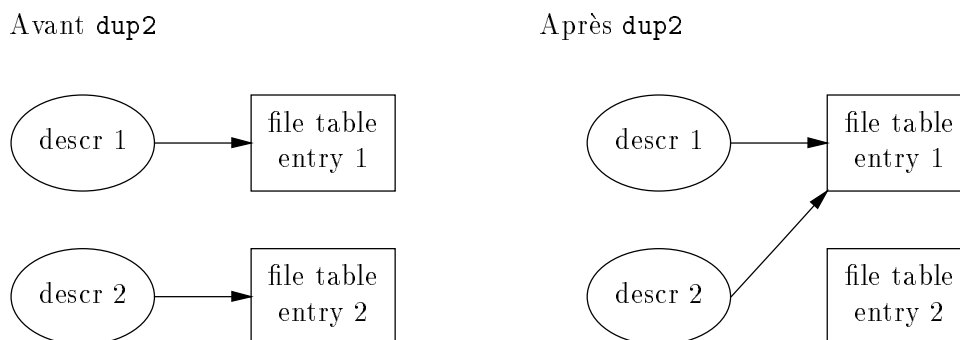 Avant dup2
Après dup2
descr 1
file table
entry 1
descr 1
file table
entry 1
descr 2
file table
entry 2
descr 2
file table
entry 2